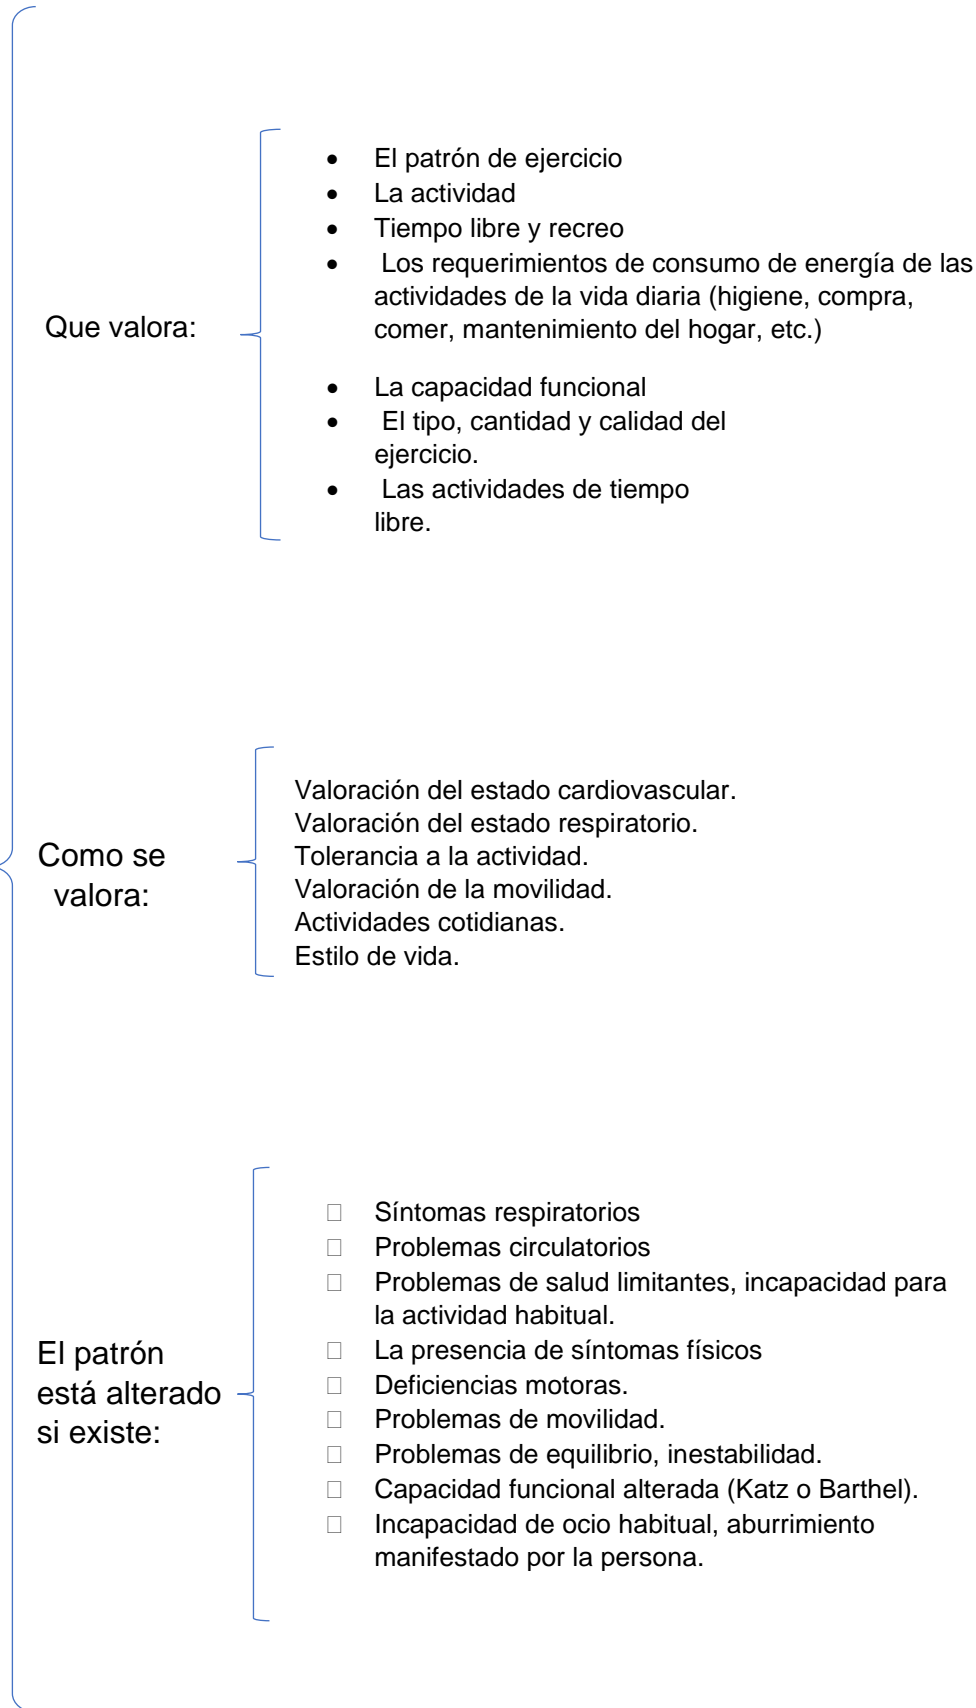 • El patrón de ejercicio
• La actividad
• Tiempo libre y recreo
• Los requerimientos de consumo de energía de las
actividades de la vida diaria (higiene, compra,
comer, mantenimiento del hogar, etc.)
Que valora:
• La capacidad funcional
• El tipo, cantidad y calidad del
ejercicio.
• Las actividades de tiempo
libre.
Como se
valora:
Valoración del estado cardiovascular.
Valoración del estado respiratorio.
Tolerancia a la actividad.
Valoración de la movilidad.
Actividades cotidianas.
Estilo de vida.
El patrón
está alterado
si existe:
□ Síntomas respiratorios
□ Problemas circulatorios
□ Problemas de salud limitantes, incapacidad para
la actividad habitual.
□ La presencia de síntomas físicos
□ Deficiencias motoras.
□ Problemas de movilidad.
□ Problemas de equilibrio, inestabilidad.
□ Capacidad funcional alterada (Katz o Barthel).
□ Incapacidad de ocio habitual, aburrimiento
manifestado por la persona.